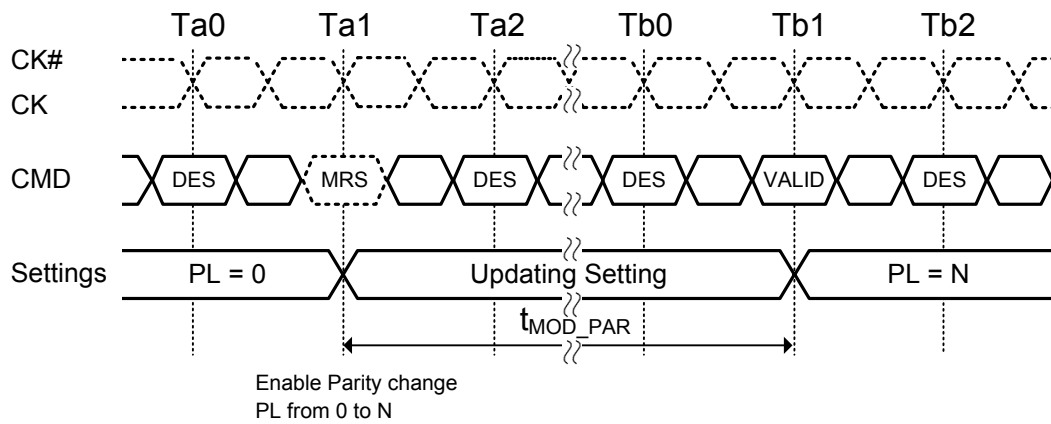 Ta0 Ta1 Ta2 Tb0 Tb1 Tb2
CK#
CK
CMD DES MRS DES DES VALID DES
Settings PL = 0 Updating Setting PL = N
tMOD_PAR
Enable Parity change
PL from 0 to N